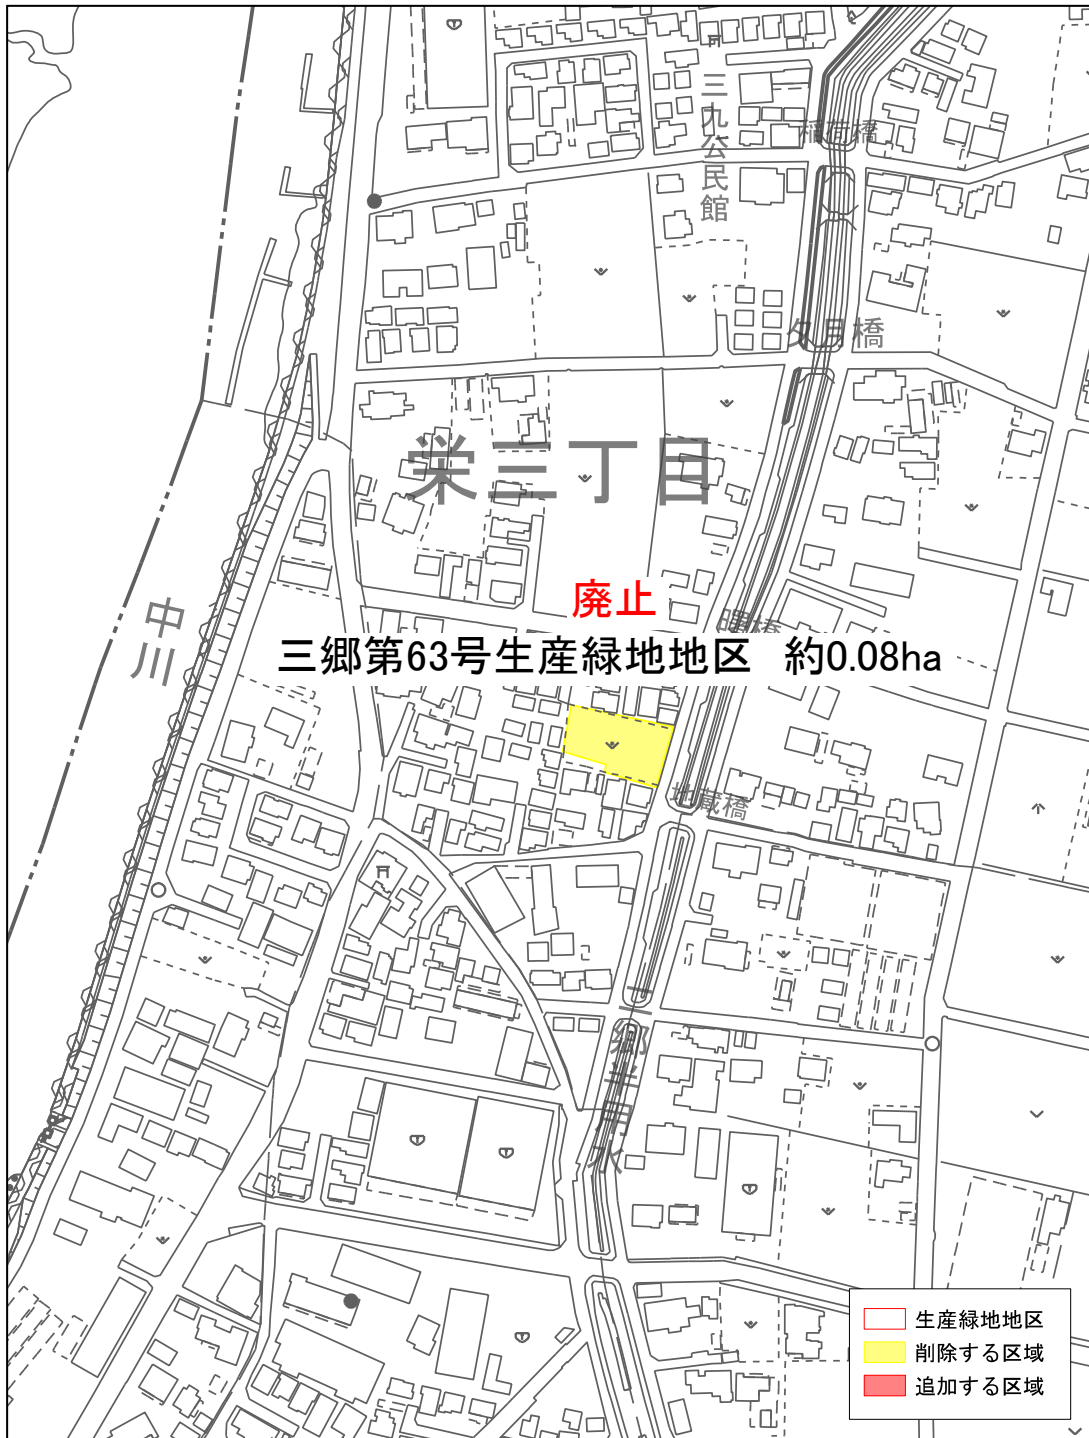 三九公民館
稲荷橋
夕月橋
栄三丁目
廃止
中川
曙橋
三郷第63号生産緑地地区 約0.08ha
地蔵橋
二郷半用水
生産緑地地区
削除する区域
追加する区域